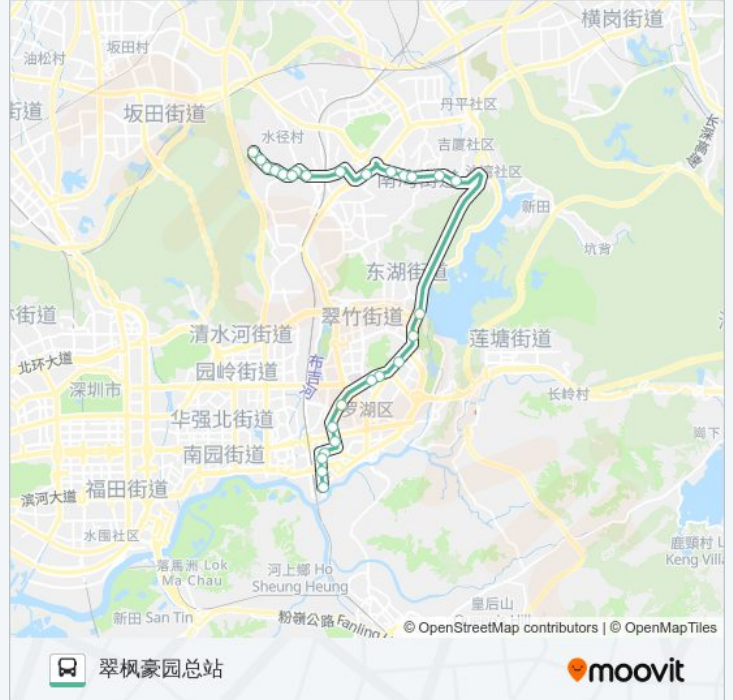 横岗街道
坂田村
油松村
坂田街道
丹平社区
街道
水径村
吉厦社区
长深高速
新田
坑背
东湖街道
街道
翠竹街道
清水河街道
莲塘街道
北环大道
园岭街道
布吉河
深圳市
长岭村
华强北街道
罗湖区
南园街道
福田街道
滨河大道
水围社区
落馬洲 Lok
Ma Chau
河上鄉 Ho
Sheung Heung
鹿頸村 L
Keng Villa
皇后山
新田 San Tin
粉嶺公路 Fanling
© OpenStreetMap contributors | © OpenMapTiles
翠枫豪园总站
moovit